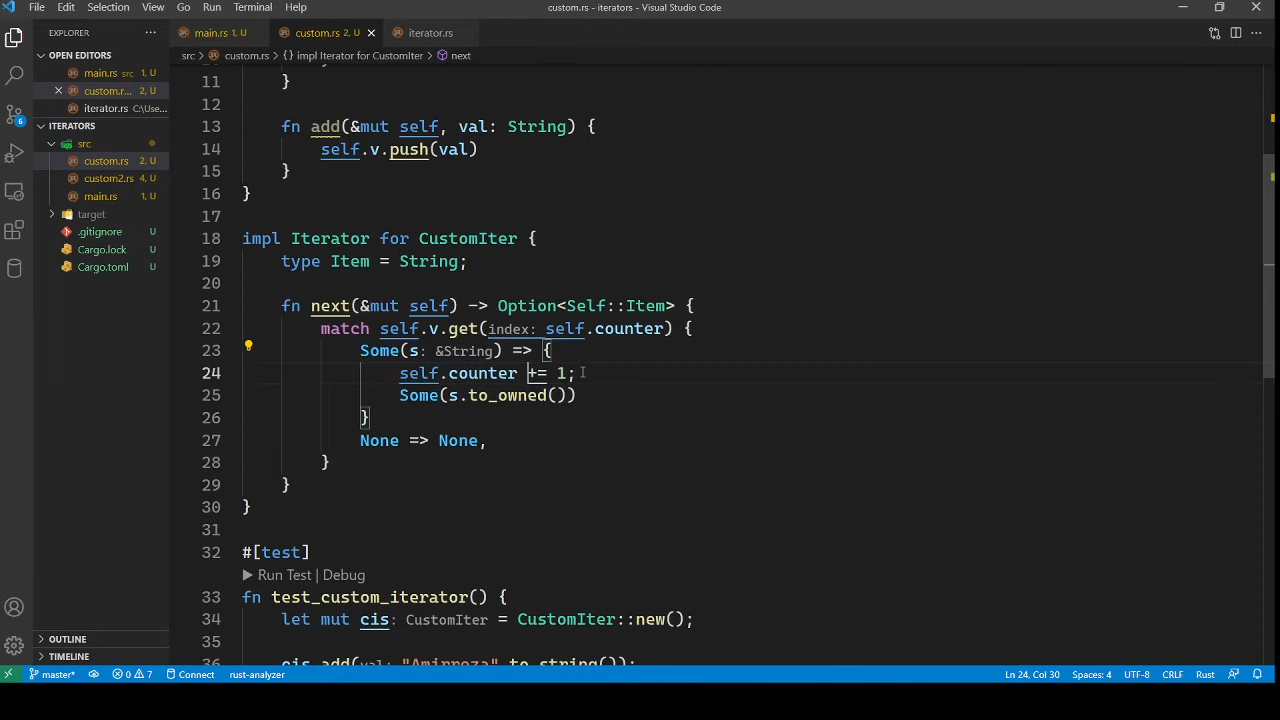 File Edit Selection View Go Run Terminal Help
custom.rs - iterators - Visual Studio Code
EXPLORER
main.rs 1, U
custom.rs 2, U
iterator.rs
OPEN EDITORS
main.rs src 1, U
custom.r... 2, U
iterator.rs C:\Use...
ITERATORS
src
custom.rs 2, U
custom2.rs 4, U
main.rs 1, U
target
.gitignore U
Cargo.lock U
Cargo.toml U
OUTLINE
TIMELINE
src > custom.rs > {} impl Iterator for CustomIter > next
11 }
12
13 fn add(&mut self, val: String) {
14 self.v.push(val)
15 }
16 }
17
18 impl Iterator for CustomIter {
19 type Item = String;
20
21 fn next(&mut self) -> Option<Self::Item> {
22 match self.v.get(index: self.counter) {
23 Some(s: &String) => {
24 self.counter += 1;
25 Some(s.to_owned())
26 }
27 None => None,
28 }
29 }
30 }
31
32 #[test]
▶ Run Test | Debug
33 fn test_custom_iterator() {
34 let mut cis: CustomIter = CustomIter::new();
35
36 cis.add(val: "Amirreza".to_string());
6
master* 0 7 Connect rust-analyzer
Ln 24, Col 30 Spaces: 4 UTF-8 CRLF Rust